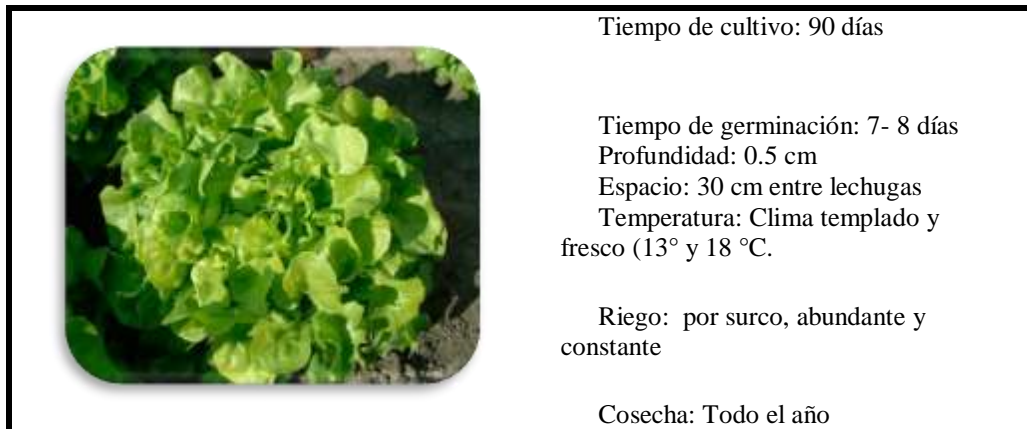 Tiempo de cultivo: 90 días
Tiempo de germinación: 7- 8 días
Profundidad: 0.5 cm
Espacio: 30 cm entre lechugas
Temperatura: Clima templado y
fresco (13° y 18 °C.
Riego:  por surco, abundante y
constante
Cosecha: Todo el año